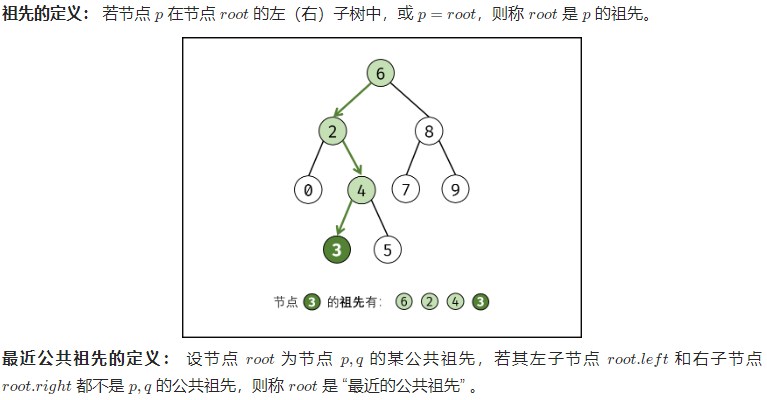 祖先的定义： 若节点 p 在节点 root 的左（右）子树中，或 p = root，则称 root 是 p 的祖先。
6
2 8
0 4 7 9
3 5
节点 3 的祖先有： 6 2 4 3
最近公共祖先的定义： 设节点 root 为节点 p, q 的某公共祖先，若其左子节点 root.left 和右子节点
root.right 都不是 p, q 的公共祖先，则称 root 是 “最近的公共祖先” 。